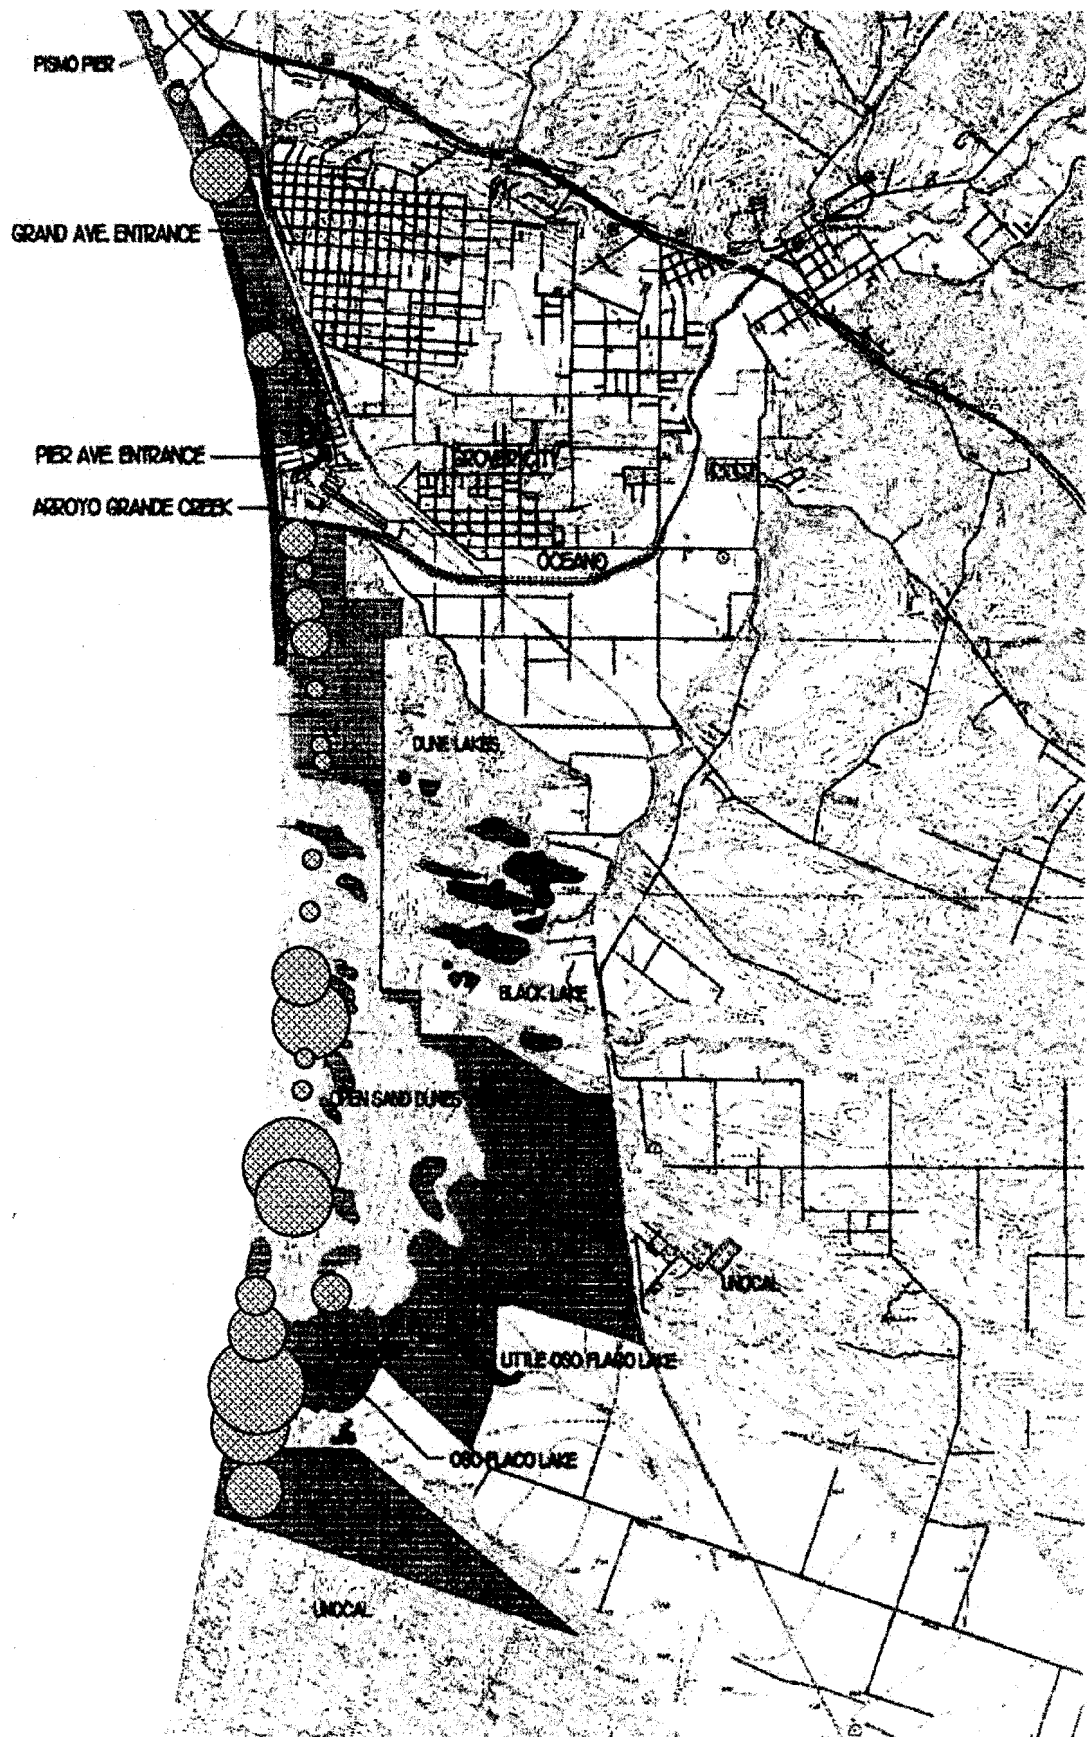 PISMO PIER
GRAND AVE. ENTRANCE
PIER AVE. ENTRANCE
GROVER CITY
ARROYO GRANDE CREEK
OCEANO
DUNE LAKES
BLACK LAKE
OPEN SAND DUNES
UNOCAL
LITTLE OSO FLACO LAKE
OSO FLACO LAKE
UNOCAL